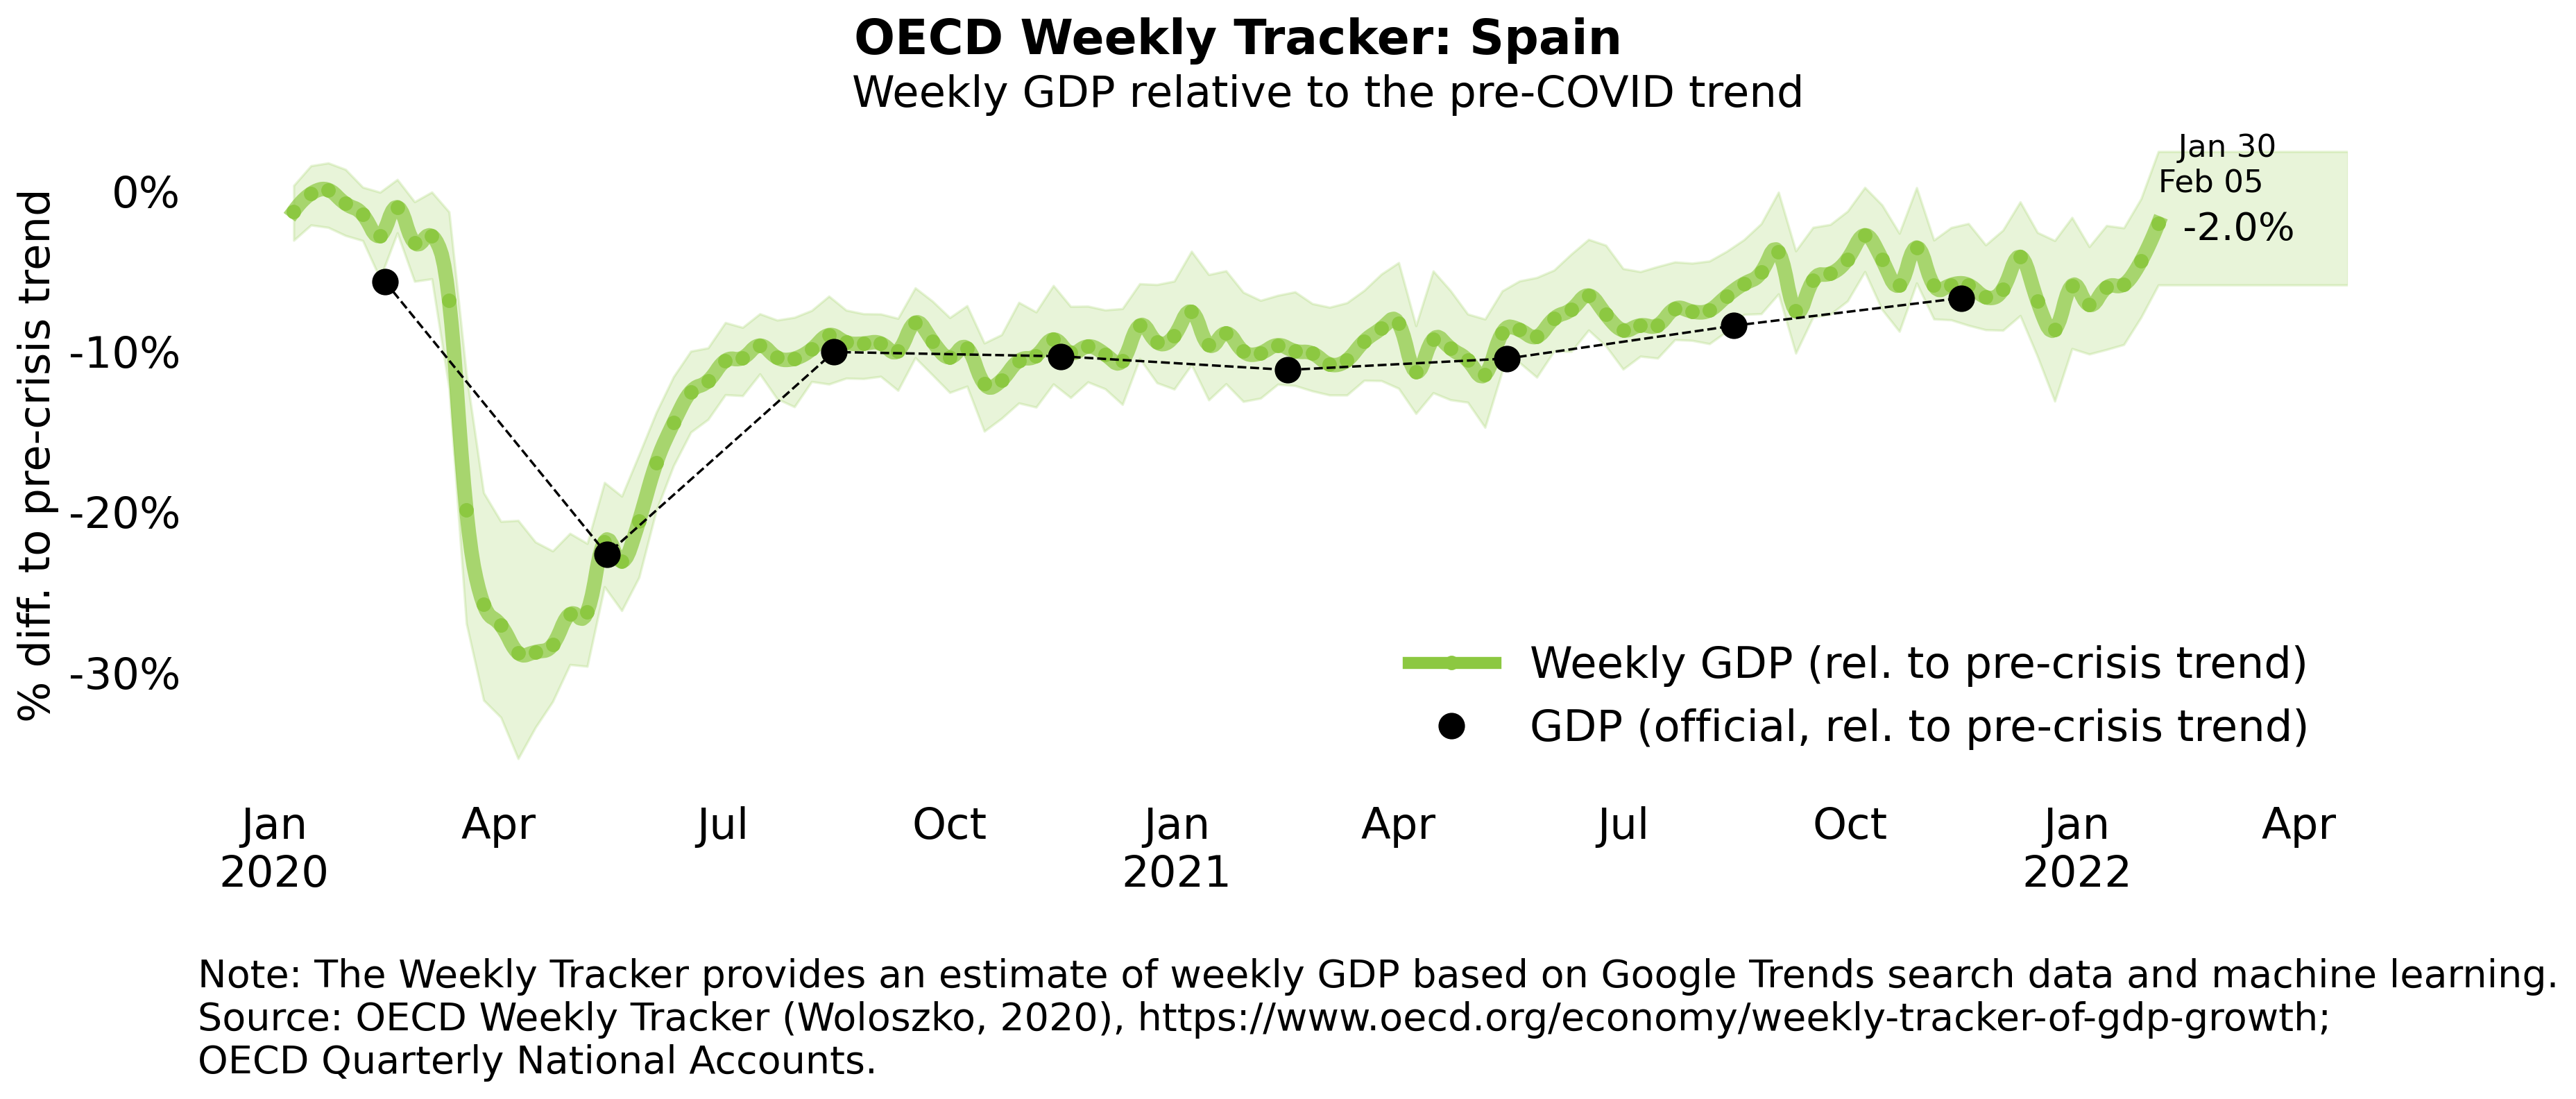 OECD Weekly Tracker: Spain
Weekly GDP relative to the pre-COVID trend
% diff. to pre-crisis trend
0%
-10%
-20%
-30%
Jan 30
Feb 05
-2.0%
Weekly GDP (rel. to pre-crisis trend)
GDP (official, rel. to pre-crisis trend)
Jan Apr Jul Oct Jan Apr Jul Oct Jan Apr
2020 2021 2022
Note: The Weekly Tracker provides an estimate of weekly GDP based on Google Trends search data and machine learning.
Source: OECD Weekly Tracker (Woloszko, 2020), https://www.oecd.org/economy/weekly-tracker-of-gdp-growth;
OECD Quarterly National Accounts.